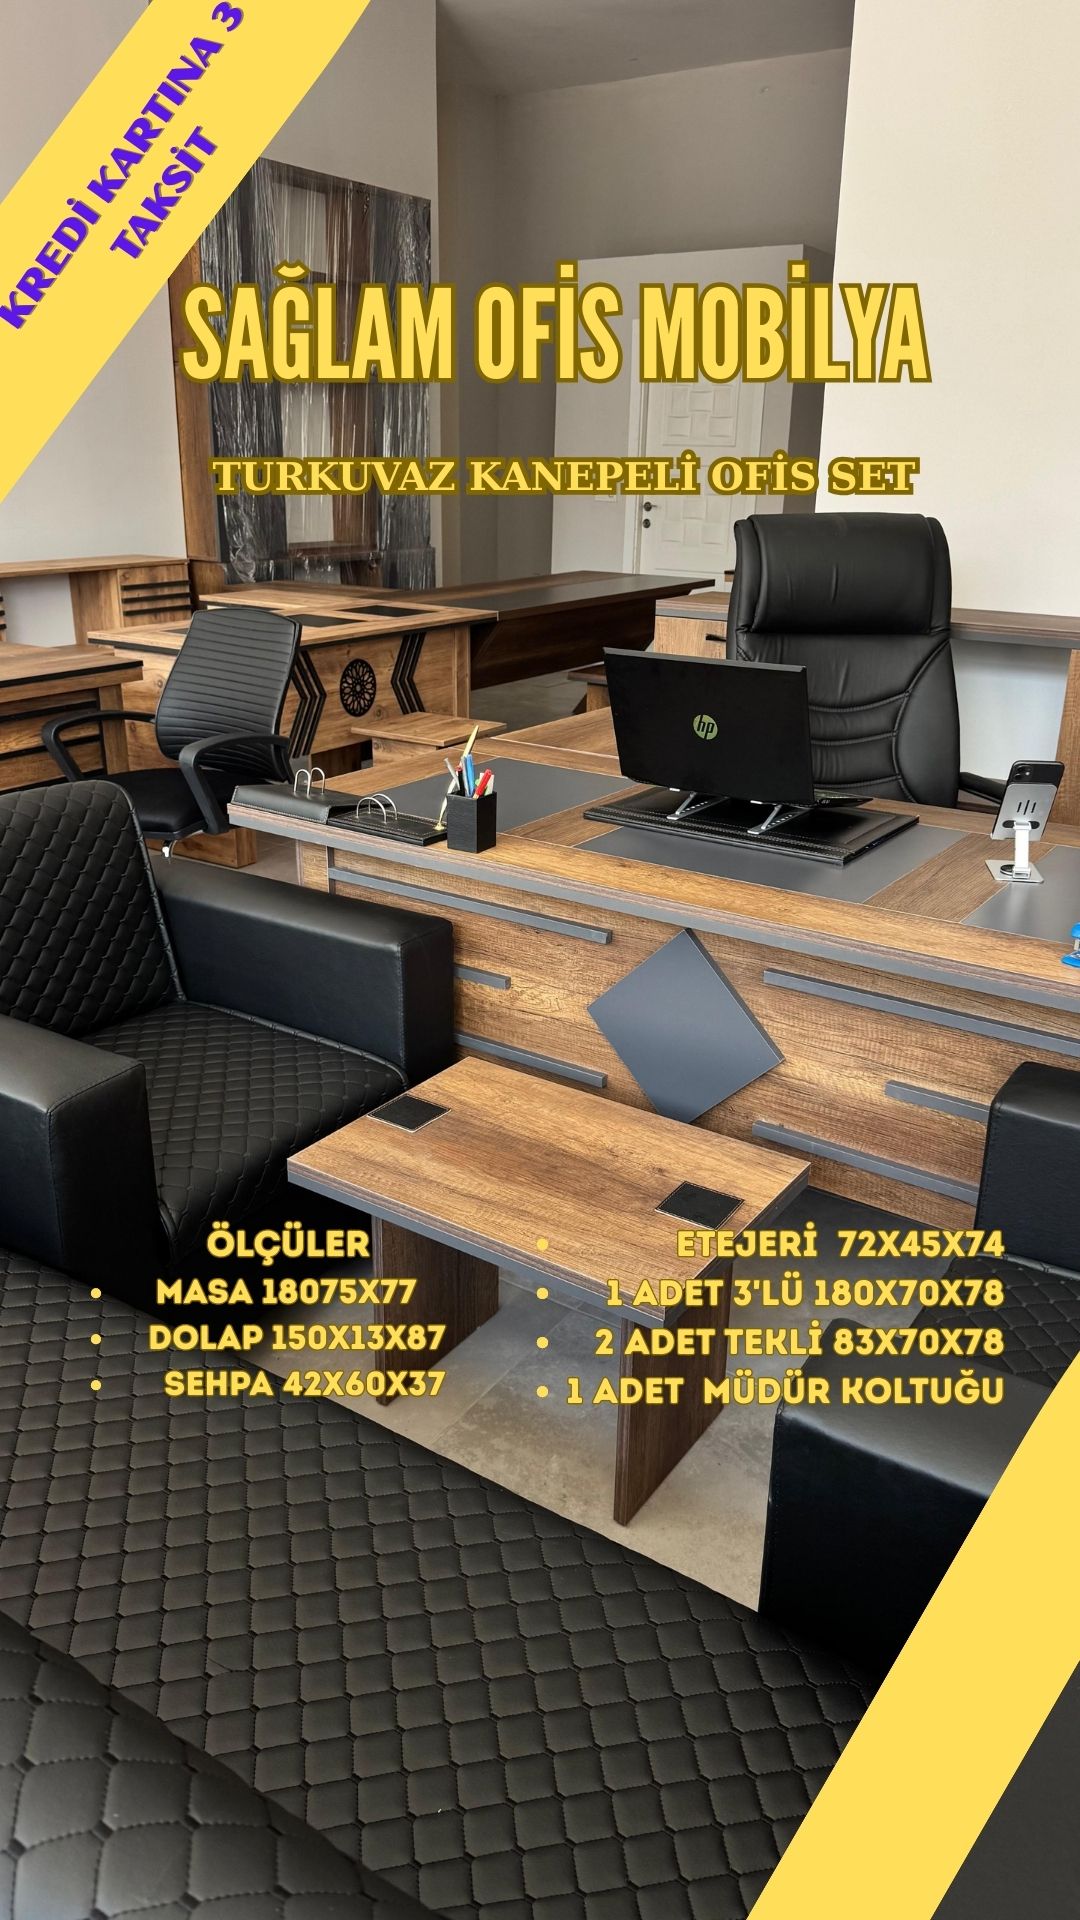 KREDİ KARTINA 3
TAKSİT
SAĞLAM OFİS MOBİLYA
TURKUVAZ KANEPELİ OFİS SET
hp
ÖLÇÜLER
• MASA 18075X77
• DOLAP 150X13X87
• SEHPA 42X60X37
• ETEJERİ 72X45X74
• 1 ADET 3'LÜ 180X70X78
• 2 ADET TEKLİ 83X70X78
• 1 ADET MÜDÜR KOLTUĞU